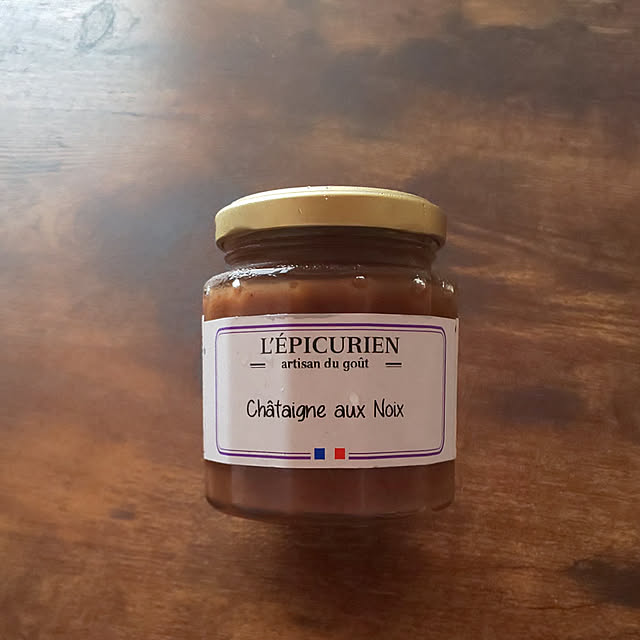 L'ÉPICURIEN
artisan du goût
Châtaigne aux Noix